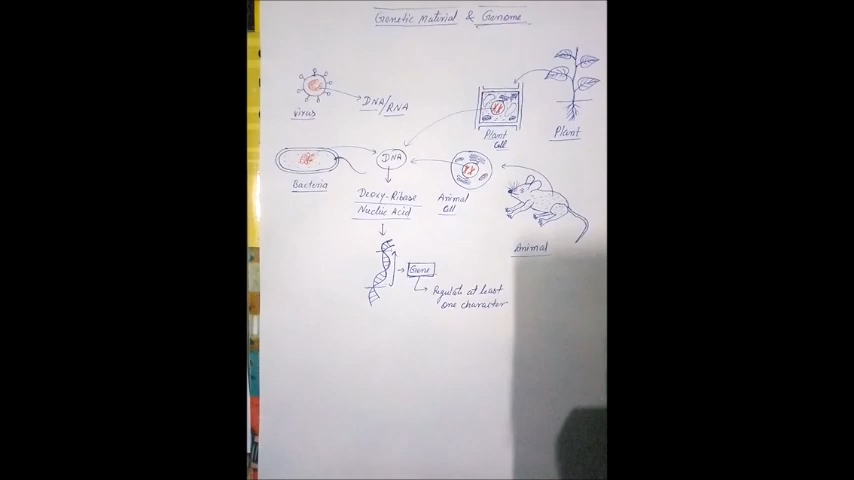 Genetic Material & Genome
Virus
DNA/RNA
Plant
Cell
Plant
DNA
Bacteria
Deoxy-Ribose
Nucleic Acid
Animal
Cell
Animal
Gene
Regulate at least
one character